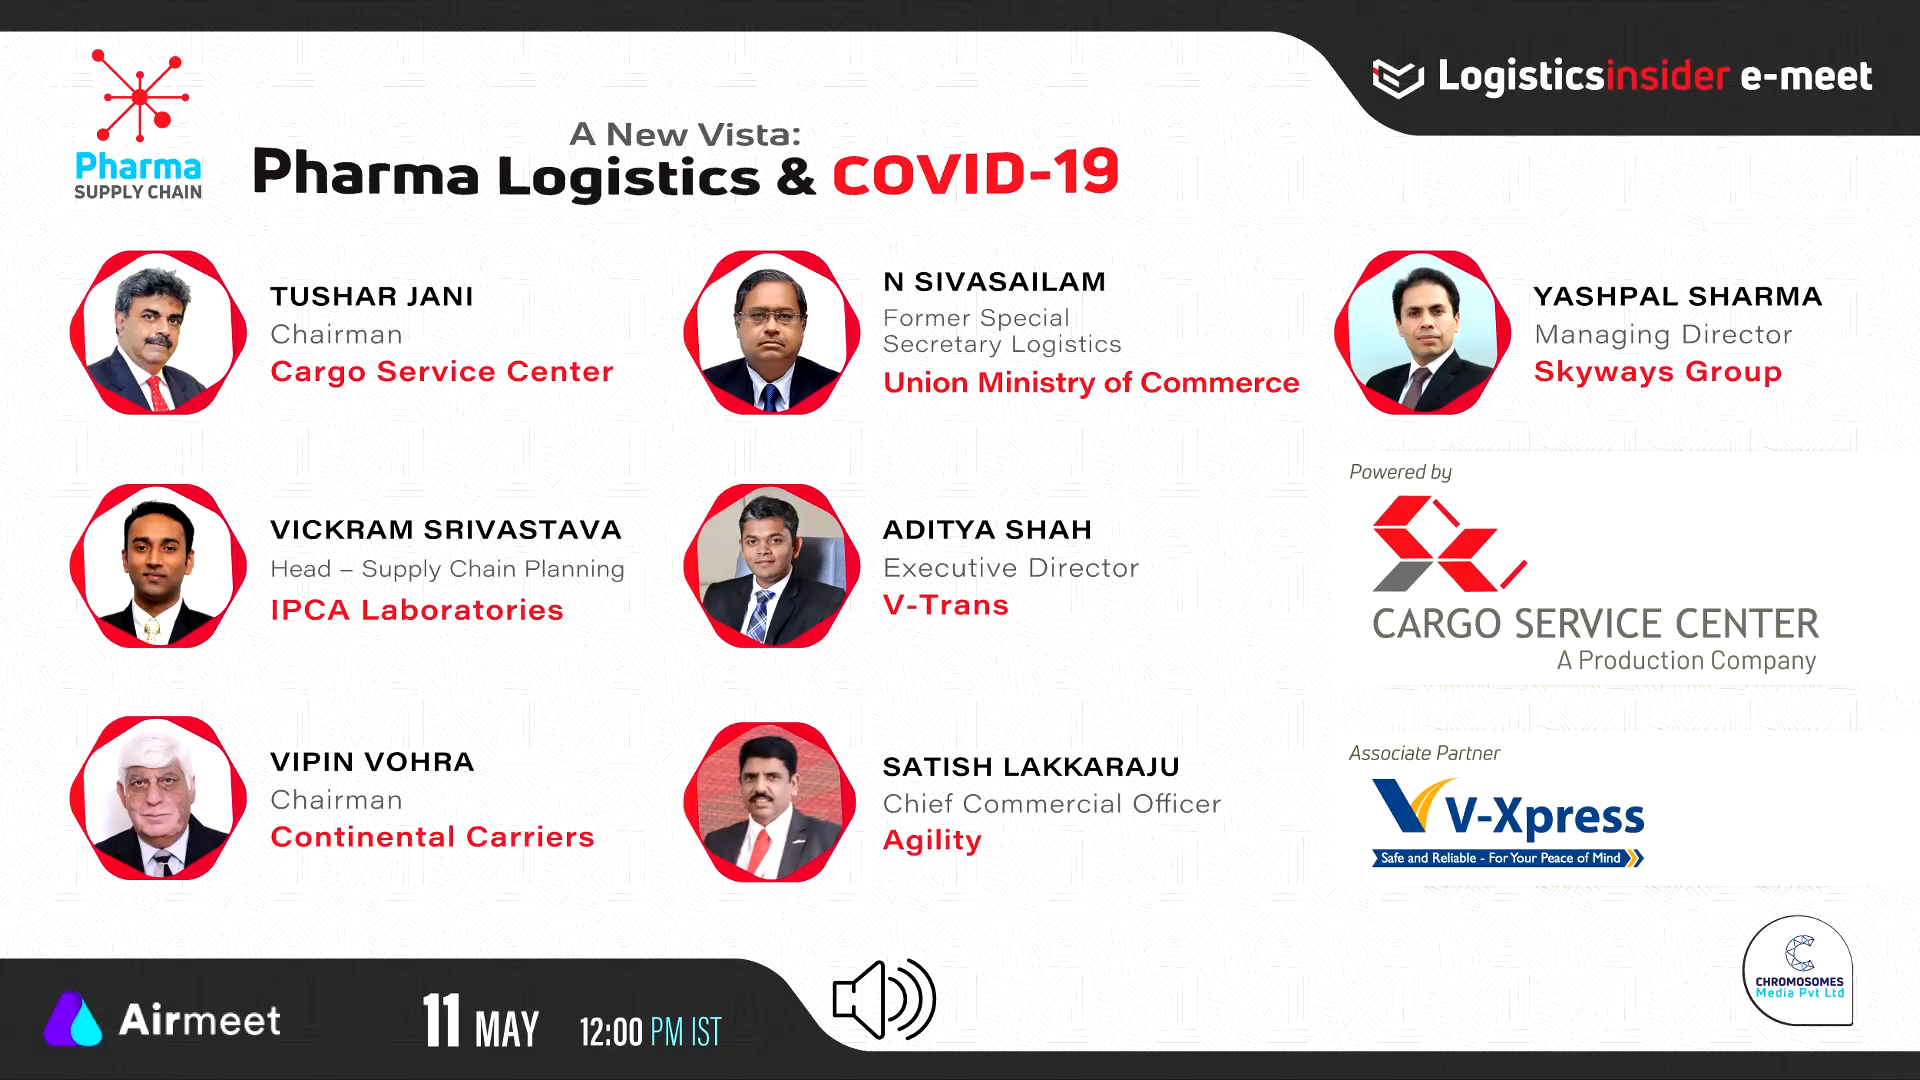 Logisticsinsider e-meet
Pharma
SUPPLY CHAIN
A New Vista:
Pharma Logistics & COVID-19
TUSHAR JANI
Chairman
Cargo Service Center
N SIVASAILAM
Former Special
Secretary Logistics
Union Ministry of Commerce
YASHPAL SHARMA
Managing Director
Skyways Group
VICKRAM SRIVASTAVA
Head – Supply Chain Planning
IPCA Laboratories
ADITYA SHAH
Executive Director
V-Trans
Powered by
CARGO SERVICE CENTER
A Production Company
VIPIN VOHRA
Chairman
Continental Carriers
SATISH LAKKARAJU
Chief Commercial Officer
Agility
Associate Partner
V-Xpress
Safe and Reliable - For Your Peace of Mind
Airmeet
11 MAY 12:00 PM IST
CHROMOSOMES
Media Pvt Ltd